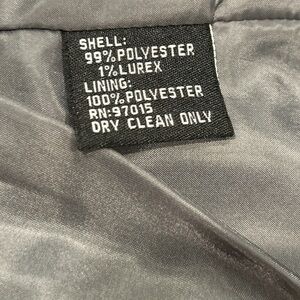 SHELL:
99% POLYESTER
1% LUREX
LINING:
100% POLYESTER
RN:97015
DRY CLEAN ONLY